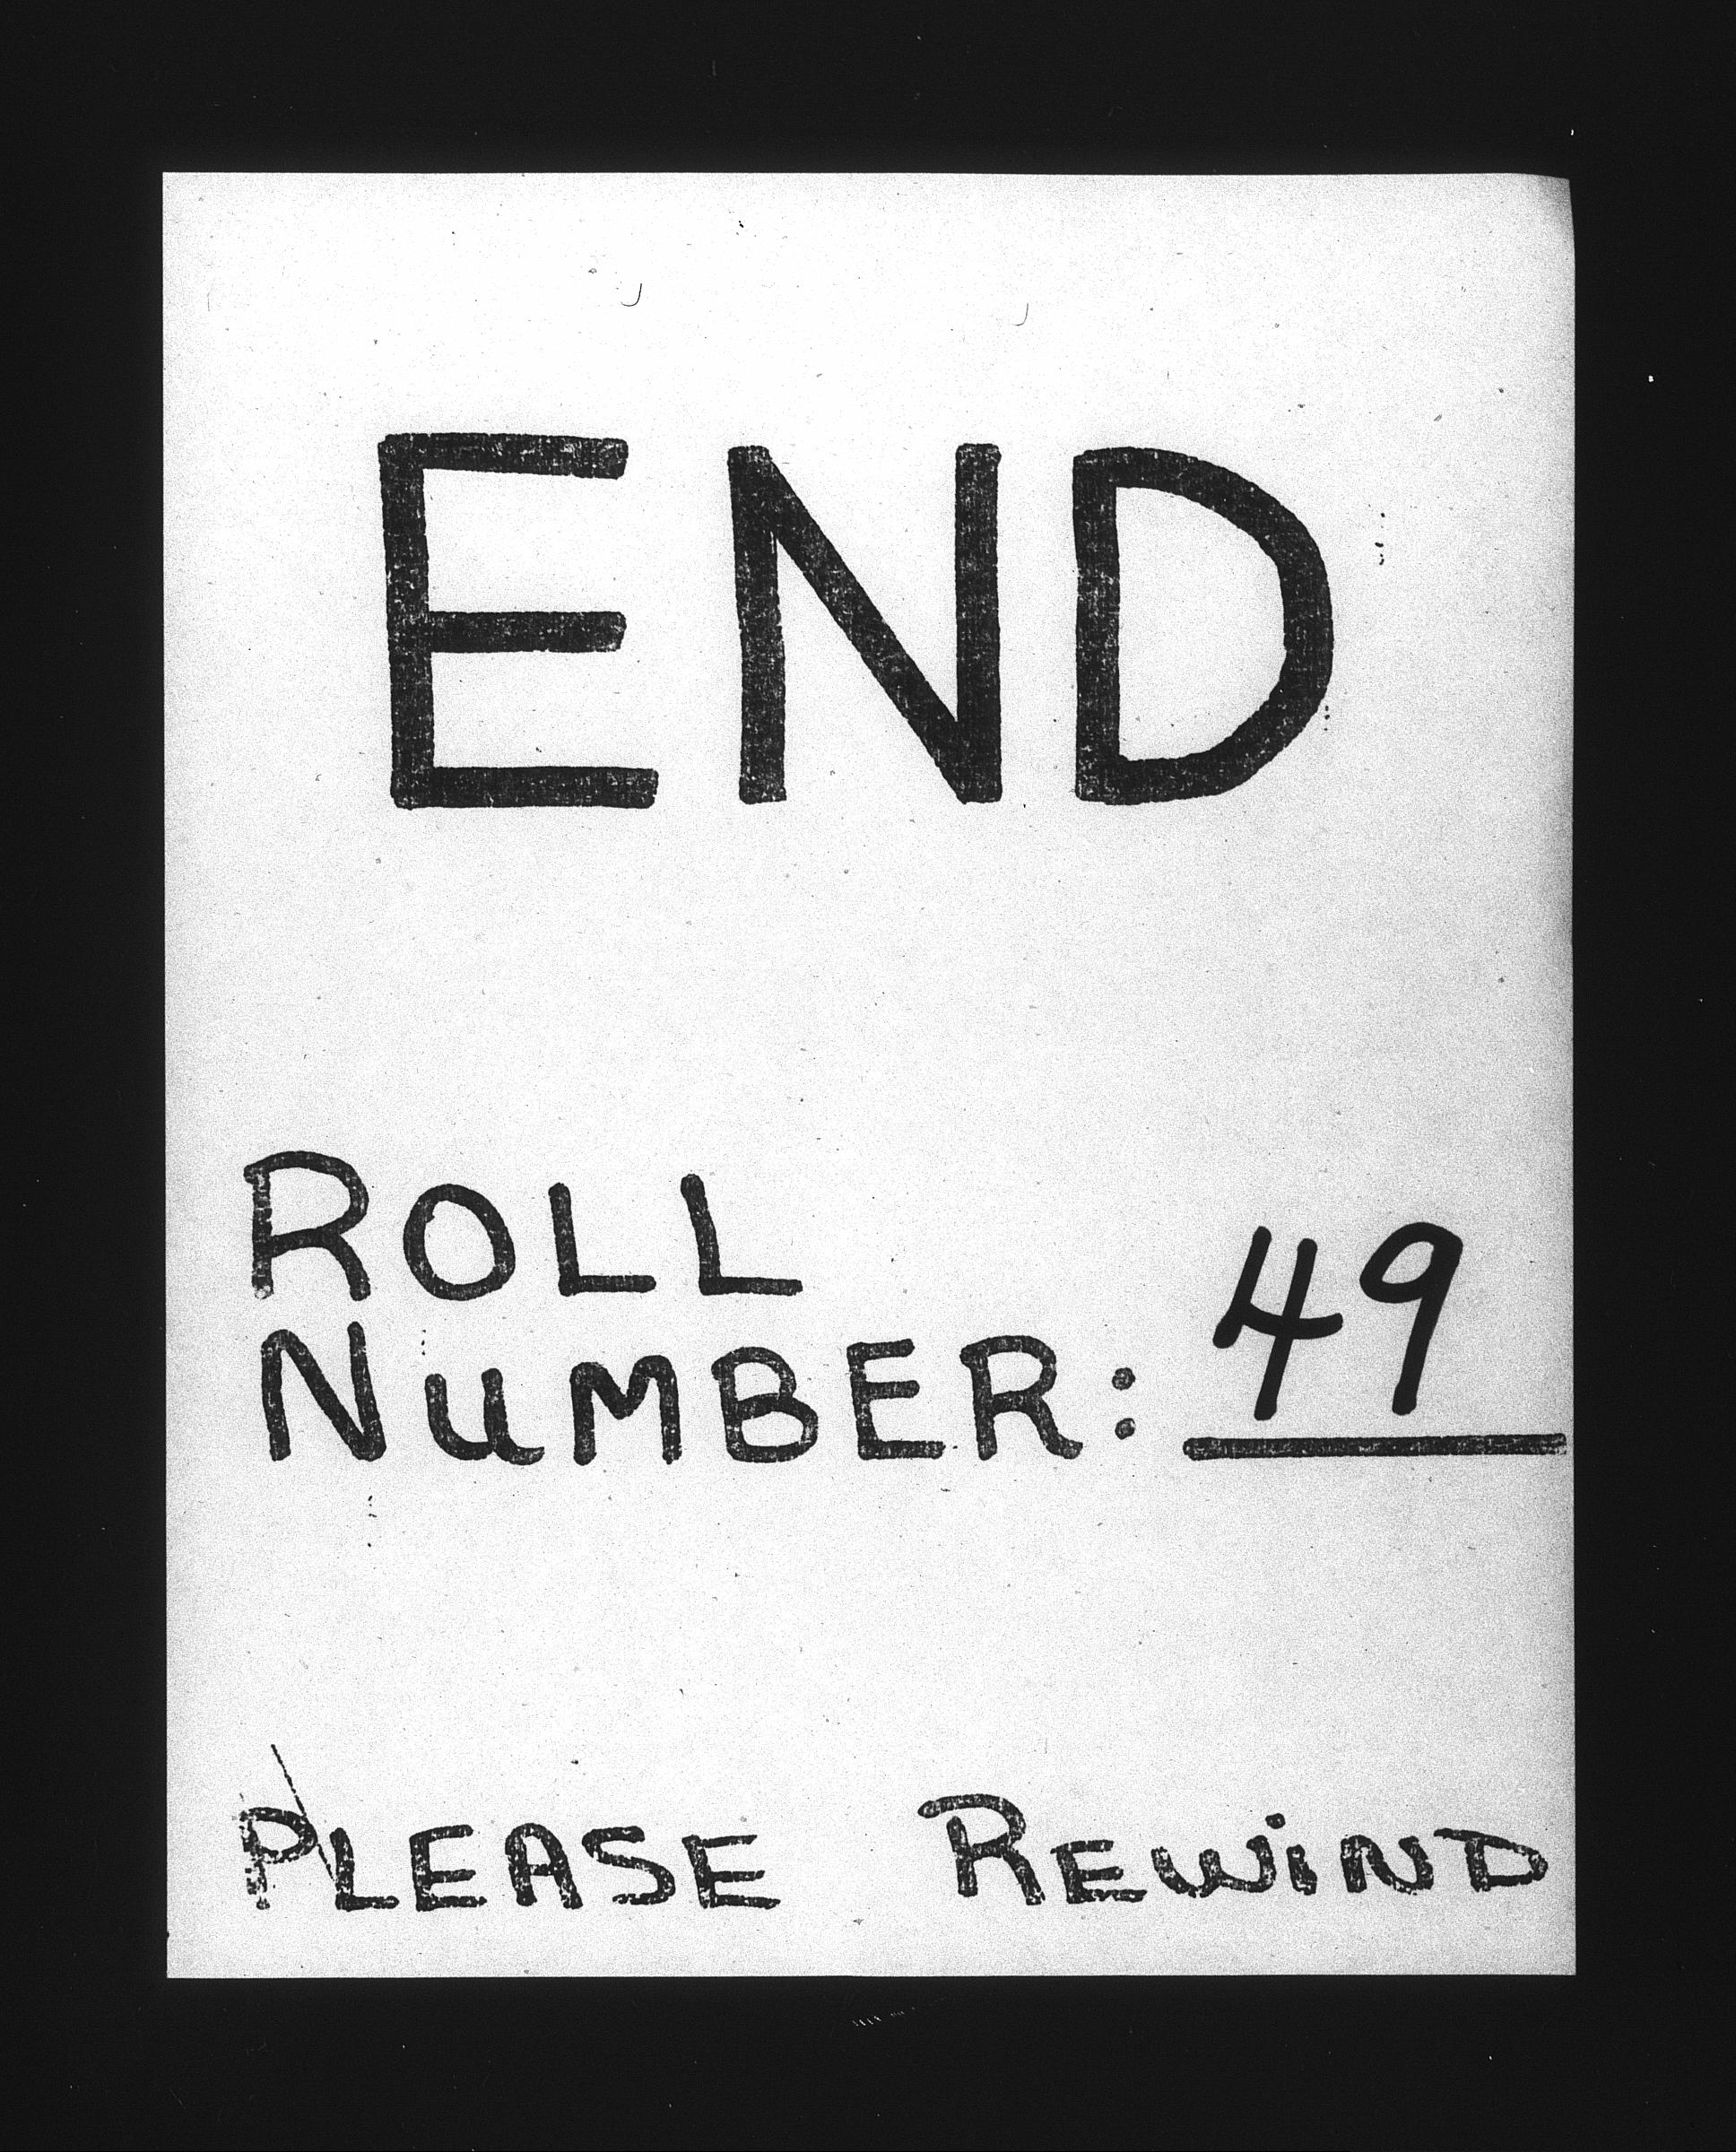 END
ROLL
NUMBER: 49
PLEASE REWIND